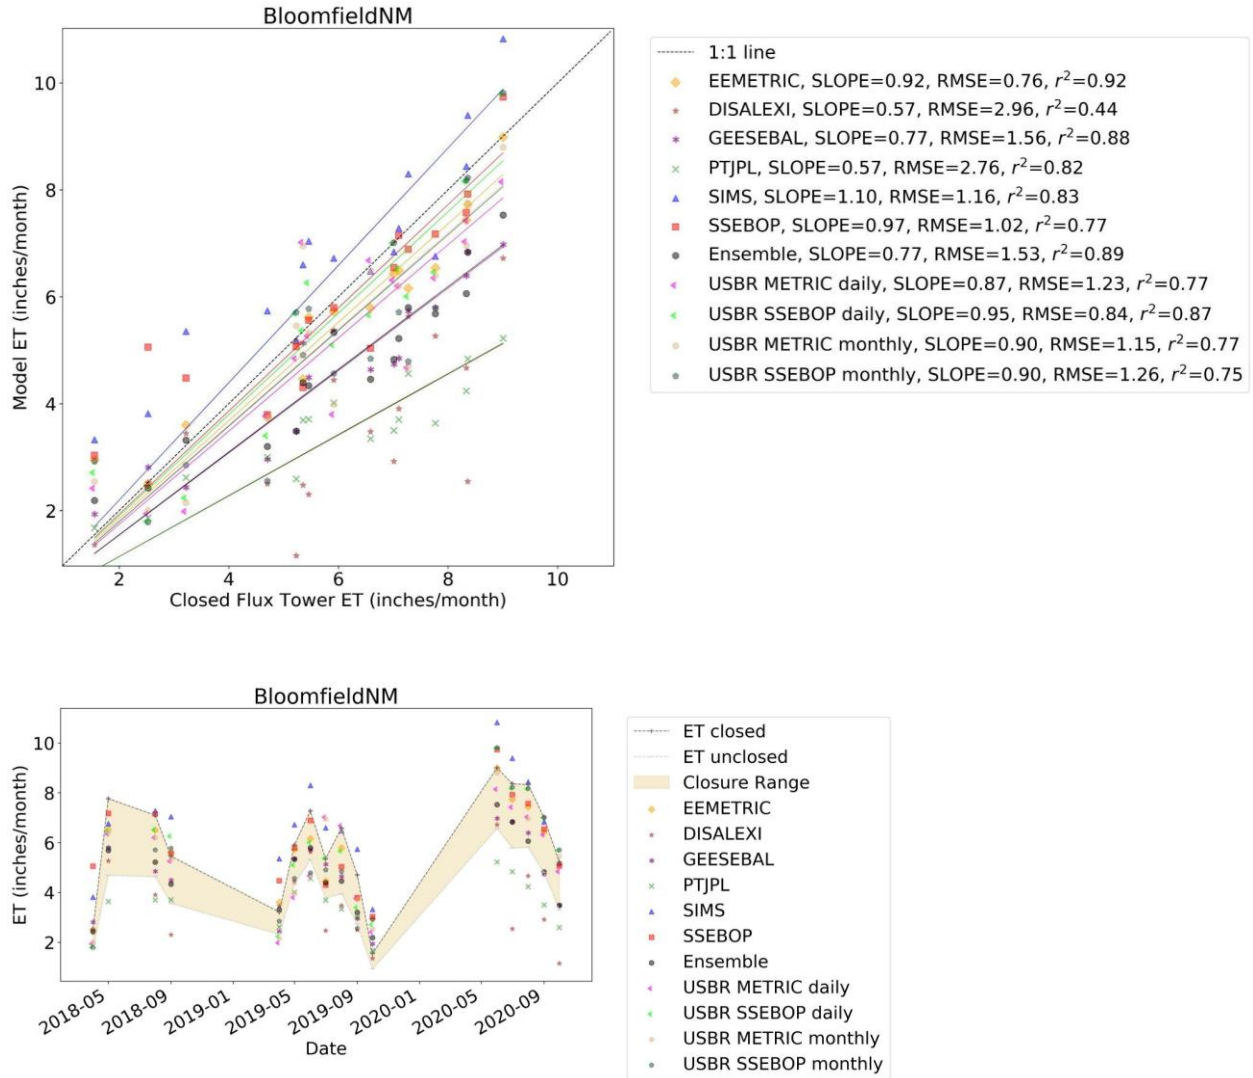 BloomfieldNM
10
8
6
4
2
Model ET (inches/month)
2 4 6 8 10
Closed Flux Tower ET (inches/month)
1:1 line
EEMETRIC, SLOPE=0.92, RMSE=0.76, r²=0.92
DISALEXI, SLOPE=0.57, RMSE=2.96, r²=0.44
GEESEBAL, SLOPE=0.77, RMSE=1.56, r²=0.88
PTJPL, SLOPE=0.57, RMSE=2.76, r²=0.82
SIMS, SLOPE=1.10, RMSE=1.16, r²=0.83
SSEBOP, SLOPE=0.97, RMSE=1.02, r²=0.77
Ensemble, SLOPE=0.77, RMSE=1.53, r²=0.89
USBR METRIC daily, SLOPE=0.87, RMSE=1.23, r²=0.77
USBR SSEBOP daily, SLOPE=0.95, RMSE=0.84, r²=0.87
USBR METRIC monthly, SLOPE=0.90, RMSE=1.15, r²=0.77
USBR SSEBOP monthly, SLOPE=0.90, RMSE=1.26, r²=0.75
BloomfieldNM
10
8
6
4
2
ET (inches/month)
2018-05 2018-09 2019-01 2019-05 2019-09 2020-01 2020-05 2020-09
Date
ET closed
ET unclosed
Closure Range
EEMETRIC
DISALEXI
GEESEBAL
PTJPL
SIMS
SSEBOP
Ensemble
USBR METRIC daily
USBR SSEBOP daily
USBR METRIC monthly
USBR SSEBOP monthly